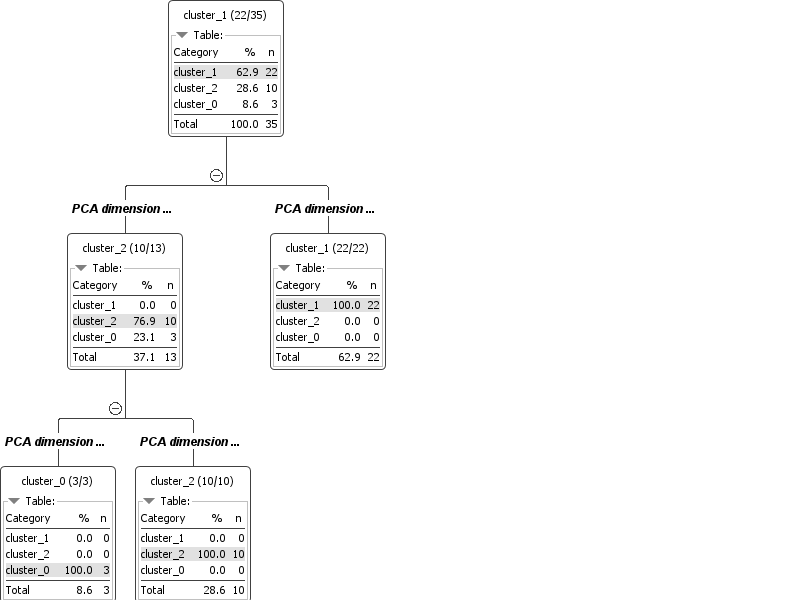 cluster_1 (22/35)
Table:
Category % n
cluster_1 62.9 22
cluster_2 28.6 10
cluster_0 8.6 3
Total 100.0 35
PCA dimension ...
PCA dimension ...
cluster_2 (10/13)
Table:
Category % n
cluster_1 0.0 0
cluster_2 76.9 10
cluster_0 23.1 3
Total 37.1 13
cluster_1 (22/22)
Table:
Category % n
cluster_1 100.0 22
cluster_2 0.0 0
cluster_0 0.0 0
Total 62.9 22
PCA dimension ...
PCA dimension ...
cluster_0 (3/3)
Table:
Category % n
cluster_1 0.0 0
cluster_2 0.0 0
cluster_0 100.0 3
Total 8.6 3
cluster_2 (10/10)
Table:
Category % n
cluster_1 0.0 0
cluster_2 100.0 10
cluster_0 0.0 0
Total 28.6 10